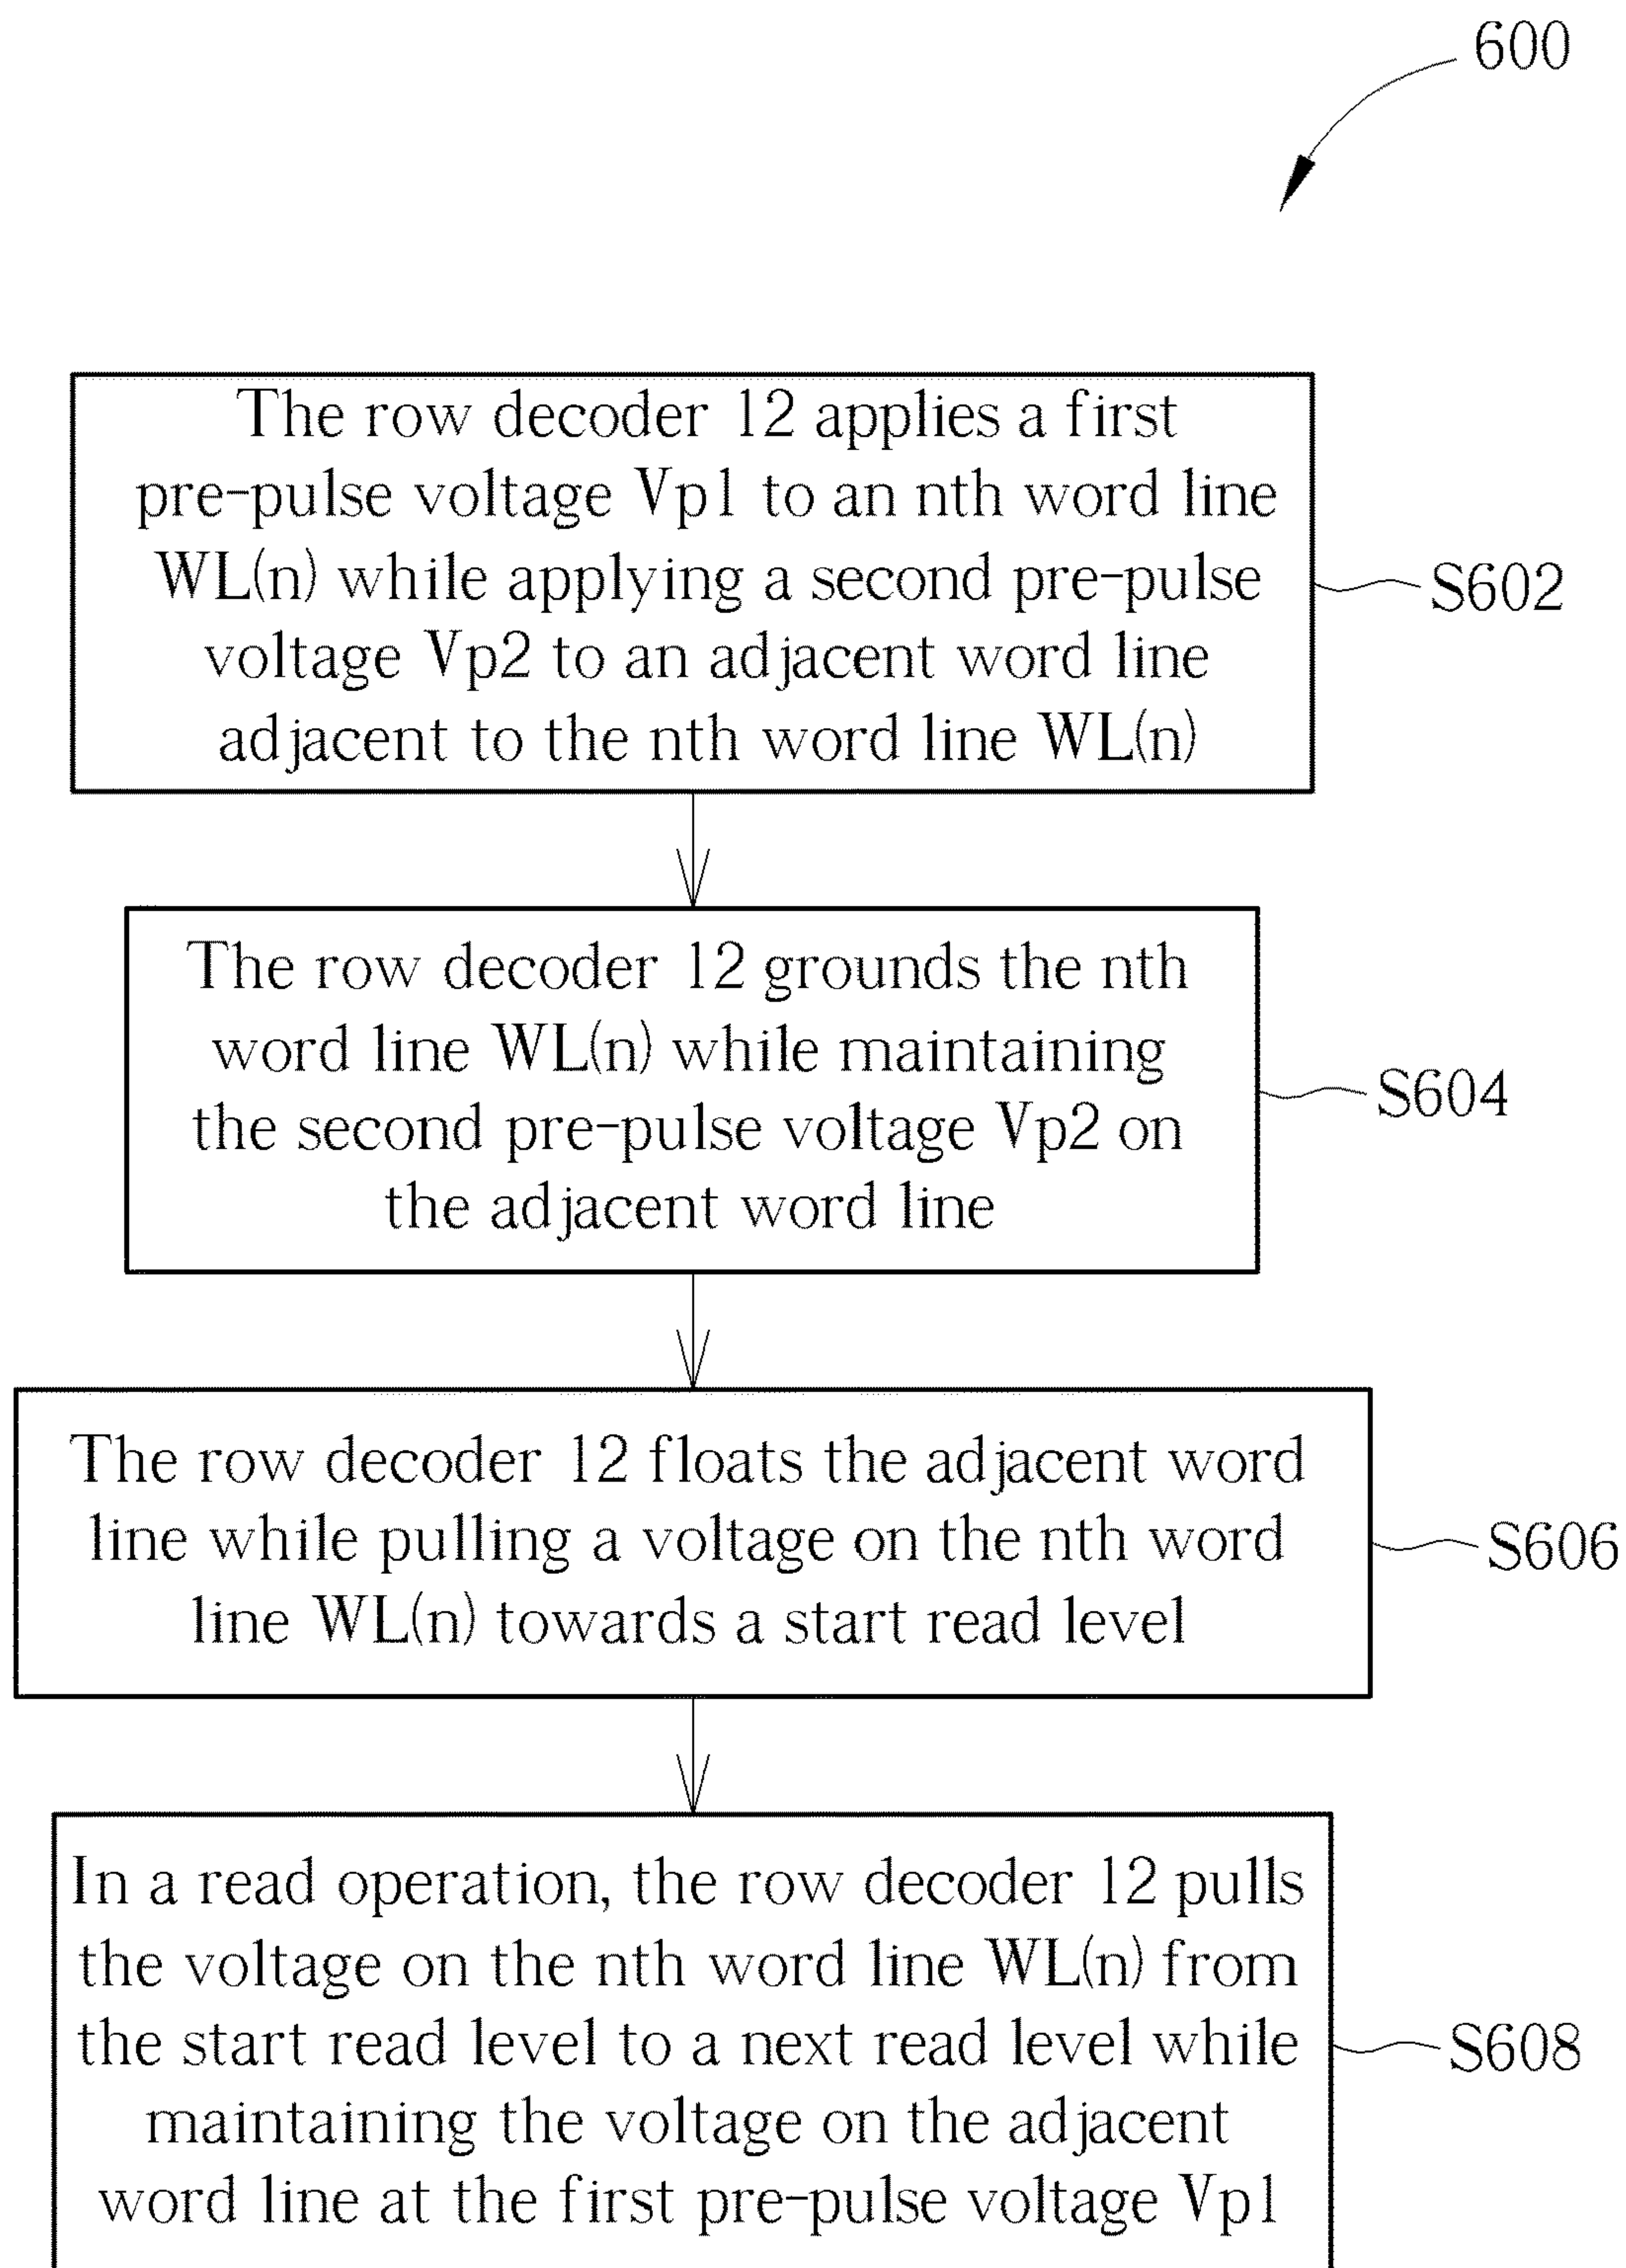 600
The row decoder 12 applies a first
pre-pulse voltage Vp1 to an nth word line
WL(n) while applying a second pre-pulse
voltage Vp2 to an adjacent word line
adjacent to the nth word line WL(n)
S602
The row decoder 12 grounds the nth
word line WL(n) while maintaining
the second pre-pulse voltage Vp2 on
the adjacent word line
S604
The row decoder 12 floats the adjacent word
line while pulling a voltage on the nth word
line WL(n) towards a start read level
S606
In a read operation, the row decoder 12 pulls
the voltage on the nth word line WL(n) from
the start read level to a next read level while
maintaining the voltage on the adjacent
word line at the first pre-pulse voltage Vp1
S608